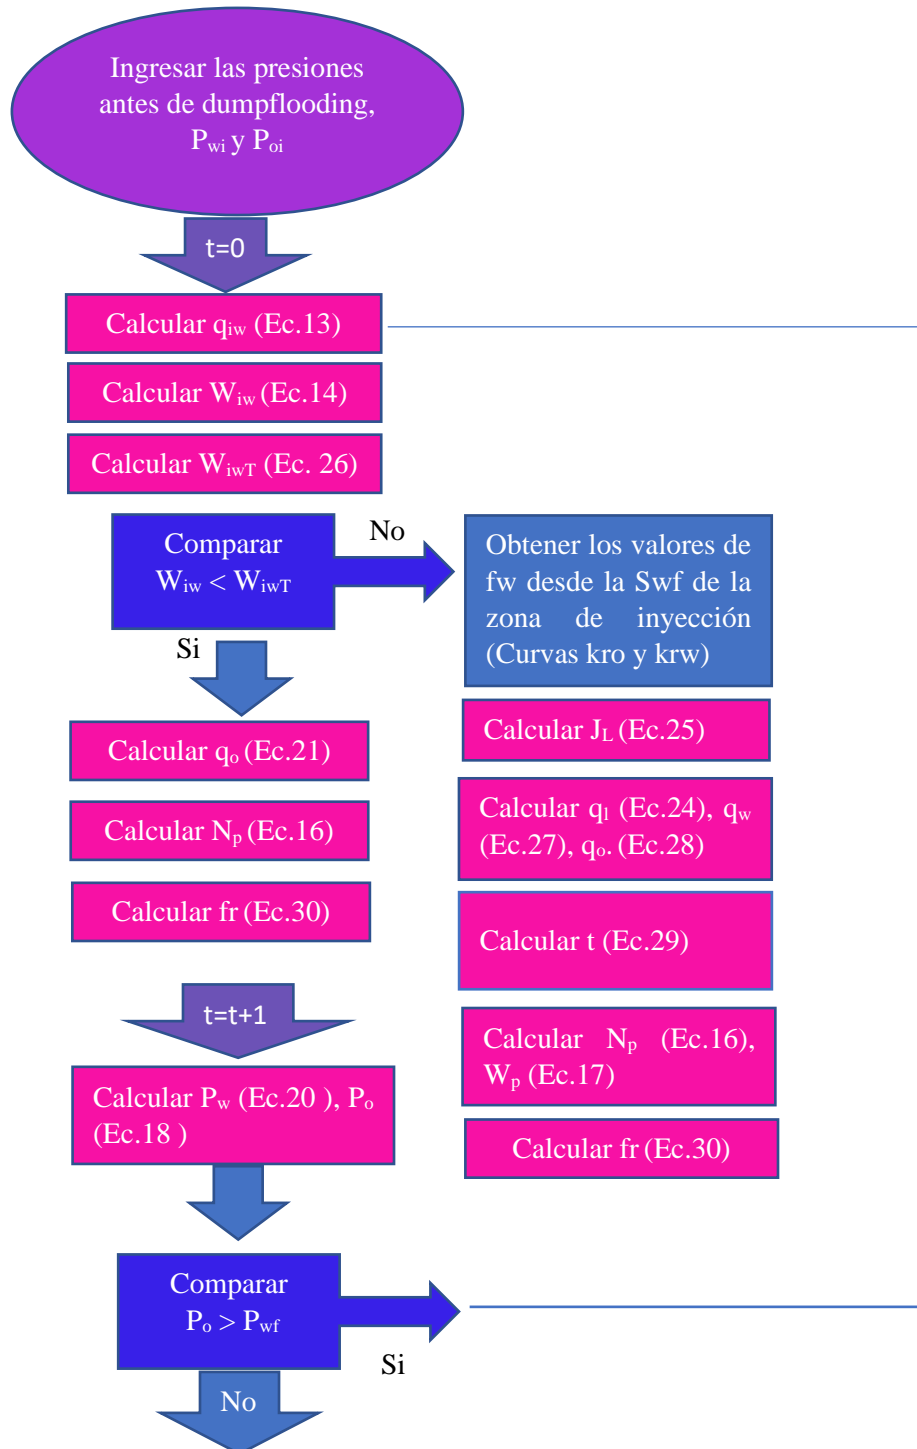 Ingresar las presiones
antes de dumpflooding,
Pwi y Poi
t=0
Calcular qiw (Ec.13)
Calcular Wiw (Ec.14)
Calcular WiwT (Ec. 26)
Comparar
Wiw < WiwT
No
Si
Obtener los valores de
fw desde la Swf de la
zona de inyección
(Curvas kro y krw)
Calcular qo (Ec.21)
Calcular Np (Ec.16)
Calcular fr (Ec.30)
t=t+1
Calcular Pw (Ec.20 ), Po
(Ec.18 )
Calcular JL (Ec.25)
Calcular ql (Ec.24), qw
(Ec.27), qo. (Ec.28)
Calcular t (Ec.29)
Calcular Np (Ec.16),
Wp (Ec.17)
Calcular fr (Ec.30)
Comparar
Po > Pwf
Si
No